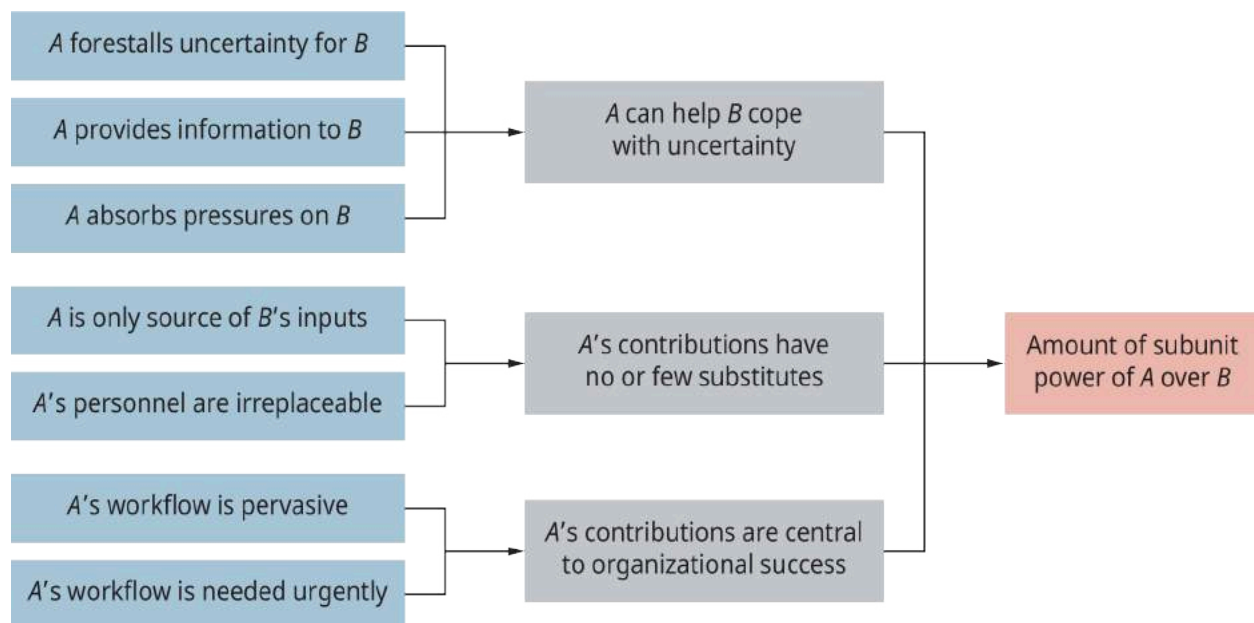 A forestalls uncertainty for B
A provides information to B
A absorbs pressures on B
A can help B cope
with uncertainty
A is only source of B's inputs
A's personnel are irreplaceable
A's contributions have
no or few substitutes
A's workflow is pervasive
A's workflow is needed urgently
A's contributions are central
to organizational success
Amount of subunit
power of A over B